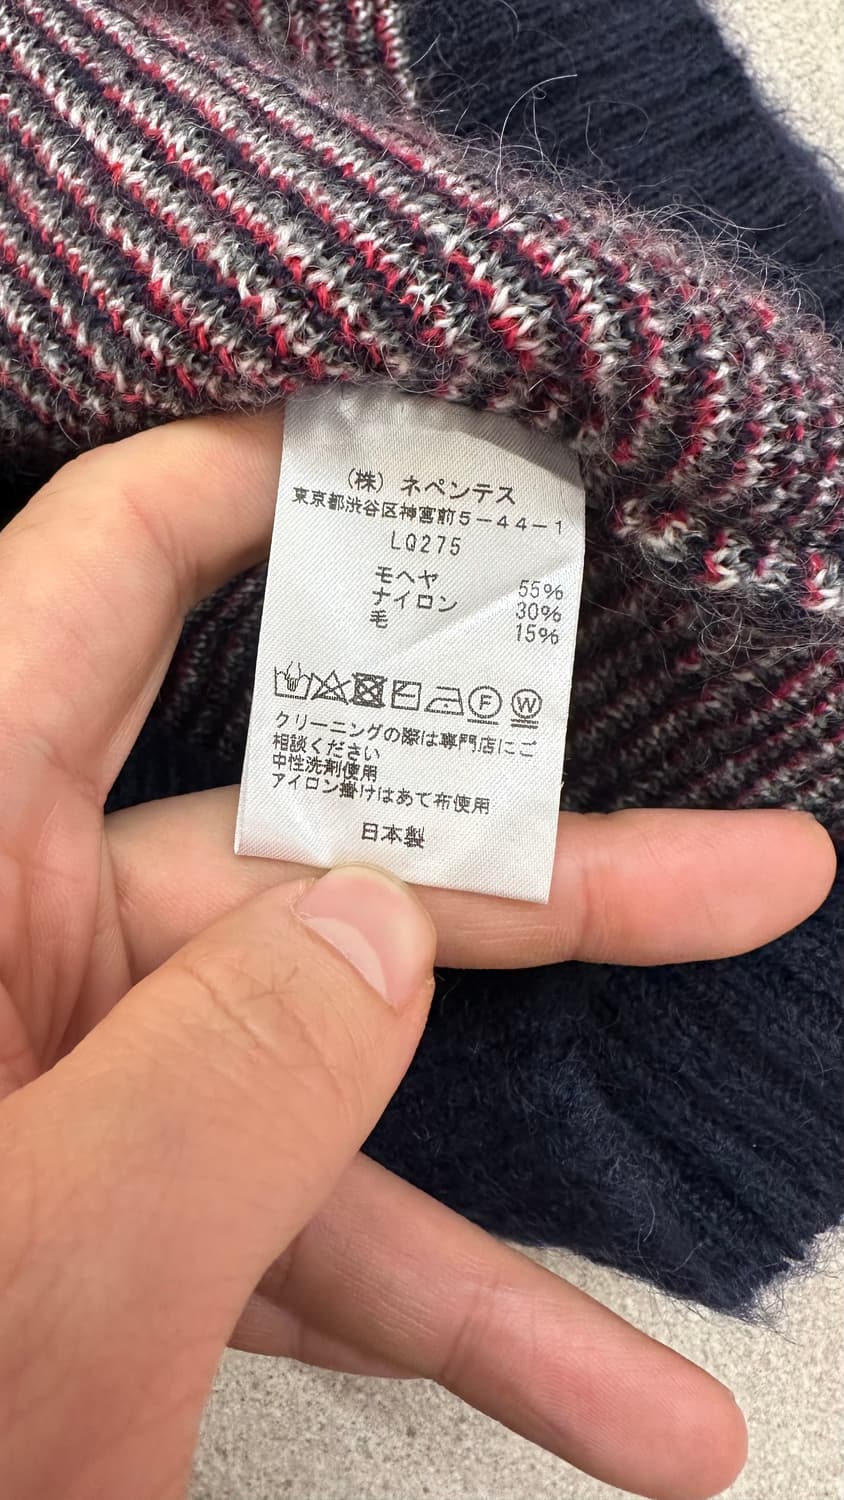 （株）ネペンテス
東京都渋谷区神宮前５－４４－１
LQ275
モヘヤ 55%
ナイロン 30%
毛 15%
F W
クリーニングの際は専門店にご
相談ください
中性洗剤使用
アイロン掛けはあて布使用
日本製